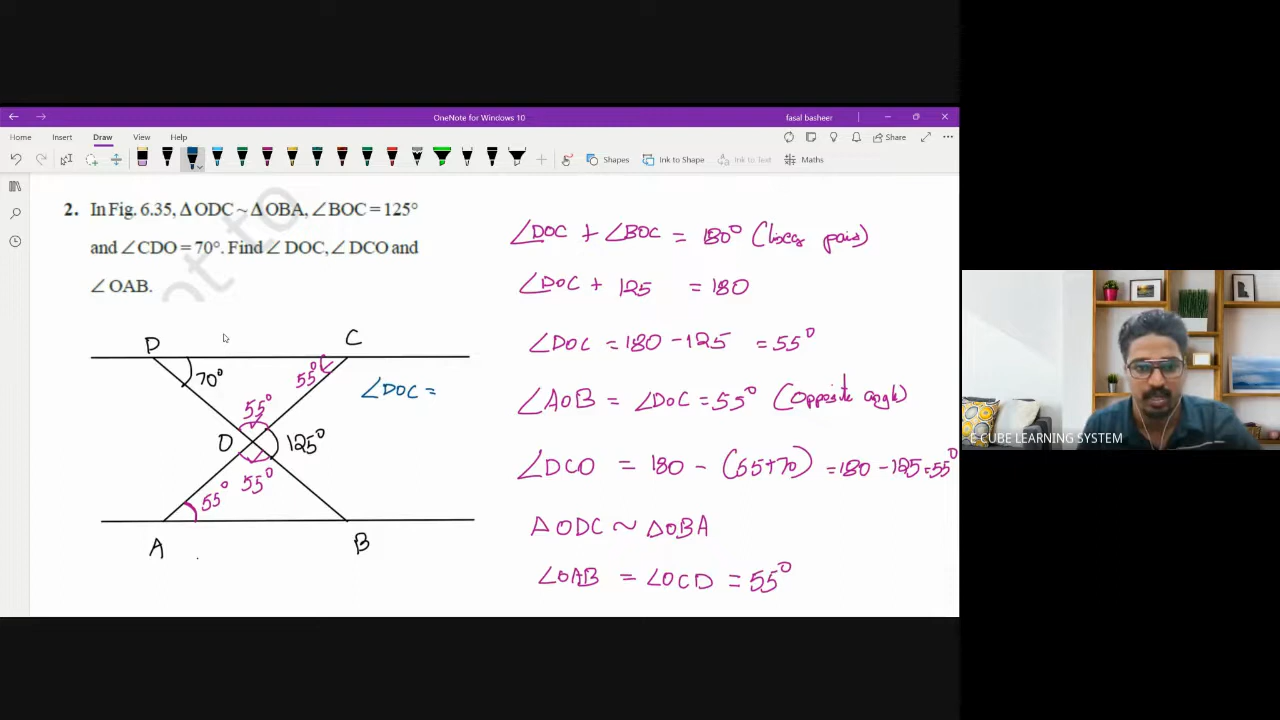 OneNote for Windows 10
fasal basheer
Home Insert Draw View Help
Share
Shapes Ink to Shape Ink to Text Maths
2. In Fig. 6.35, Δ ODC ~ Δ OBA, ∠ BOC = 125°
and ∠ CDO = 70°. Find ∠ DOC, ∠ DCO and
∠ OAB.
D C
70° 55°
∠DOC =
55°
O 125°
55° 55°
A B
∠DOC + ∠BOC = 180° ( pair)
∠DOC + 125 = 180
∠DOC = 180 - 125 = 55°
∠AOB = ∠DOC = 55° (opposite angle)
∠DCO = 180 - (55+70) = 180 - 125 = 55°
Δ ODC ~ ΔOBA
∠OAB = ∠OCD = 55°
E CUBE LEARNING SYSTEM